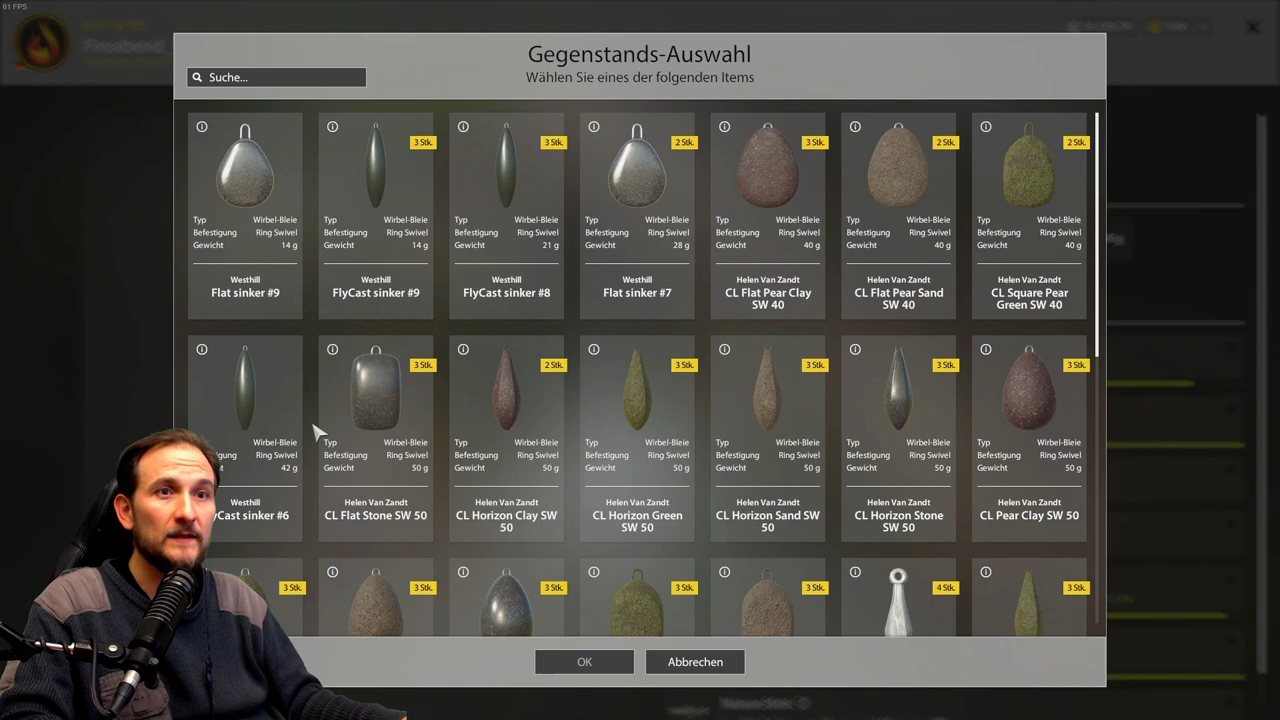 61 FPS
Gegenstands-Auswahl
Wählen Sie eines der folgenden Items
Suche...
3 Stk.
3 Stk.
2 Stk.
3 Stk.
2 Stk.
2 Stk.
Typ Wirbel-Bleie
Befestigung Ring Swivel
Gewicht 14 g
Westhill
Flat sinker #9
Typ Wirbel-Bleie
Befestigung Ring Swivel
Gewicht 14 g
Westhill
FlyCast sinker #9
Typ Wirbel-Bleie
Befestigung Ring Swivel
Gewicht 21 g
Westhill
FlyCast sinker #8
Typ Wirbel-Bleie
Befestigung Ring Swivel
Gewicht 28 g
Westhill
Flat sinker #7
Typ Wirbel-Bleie
Befestigung Ring Swivel
Gewicht 40 g
Helen Van Zandt
CL Flat Pear Clay
SW 40
Typ Wirbel-Bleie
Befestigung Ring Swivel
Gewicht 40 g
Helen Van Zandt
CL Flat Pear Sand
SW 40
Typ Wirbel-Bleie
Befestigung Ring Swivel
Gewicht 40 g
Helen Van Zandt
CL Square Pear
Green SW 40
3 Stk.
2 Stk.
3 Stk.
3 Stk.
3 Stk.
3 Stk.
Wirbel-Bleie
gung Ring Swivel
t 42 g
Westhill
yCast sinker #6
Typ Wirbel-Bleie
Befestigung Ring Swivel
Gewicht 50 g
Helen Van Zandt
CL Flat Stone SW 50
Typ Wirbel-Bleie
Befestigung Ring Swivel
Gewicht 50 g
Helen Van Zandt
CL Horizon Clay SW
50
Typ Wirbel-Bleie
Befestigung Ring Swivel
Gewicht 50 g
Helen Van Zandt
CL Horizon Green
SW 50
Typ Wirbel-Bleie
Befestigung Ring Swivel
Gewicht 50 g
Helen Van Zandt
CL Horizon Sand SW
50
Typ Wirbel-Bleie
Befestigung Ring Swivel
Gewicht 50 g
Helen Van Zandt
CL Horizon Stone
SW 50
Typ Wirbel-Bleie
Befestigung Ring Swivel
Gewicht 50 g
Helen Van Zandt
CL Pear Clay SW 50
3 Stk.
3 Stk.
3 Stk.
3 Stk.
3 Stk.
4 Stk.
3 Stk.
OK
Abbrechen